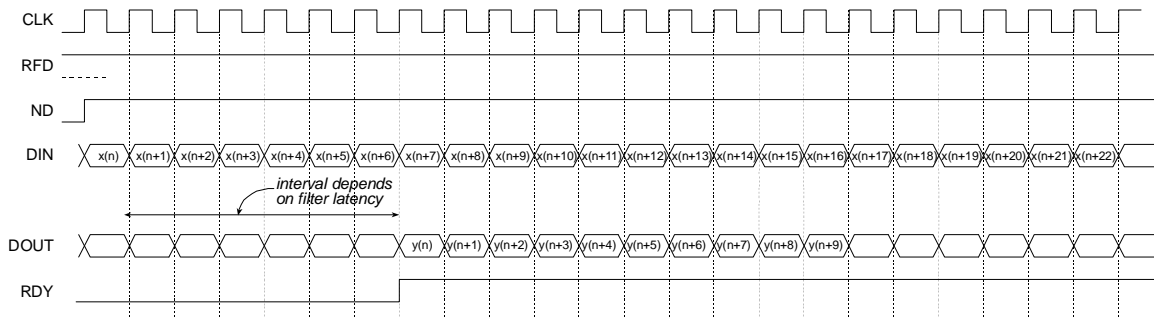 CLK
RFD
ND
DIN x(n) x(n+1) x(n+2) x(n+3) x(n+4) x(n+5) x(n+6) x(n+7) x(n+8) x(n+9) x(n+10) x(n+11) x(n+12) x(n+13) x(n+14) x(n+15) x(n+16) x(n+17) x(n+18) x(n+19) x(n+20) x(n+21) x(n+22)
interval depends
on filter latency
DOUT y(n) y(n+1) y(n+2) y(n+3) y(n+4) y(n+5) y(n+6) y(n+7) y(n+8) y(n+9)
RDY